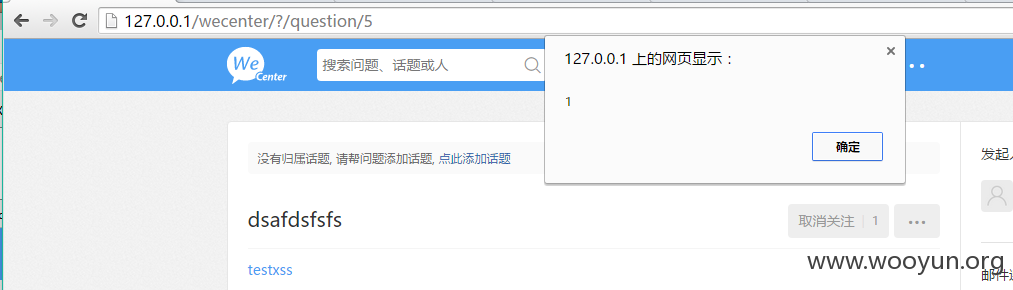 127.0.0.1/wecenter/?/question/5
We
Center
搜索问题、话题或人
127.0.0.1 上的网页显示：
1
确定
没有归属话题, 请帮问题添加话题, 点此添加话题
发起人
dsafdsfsfs
取消关注 1
testxss
www.wooyun.org